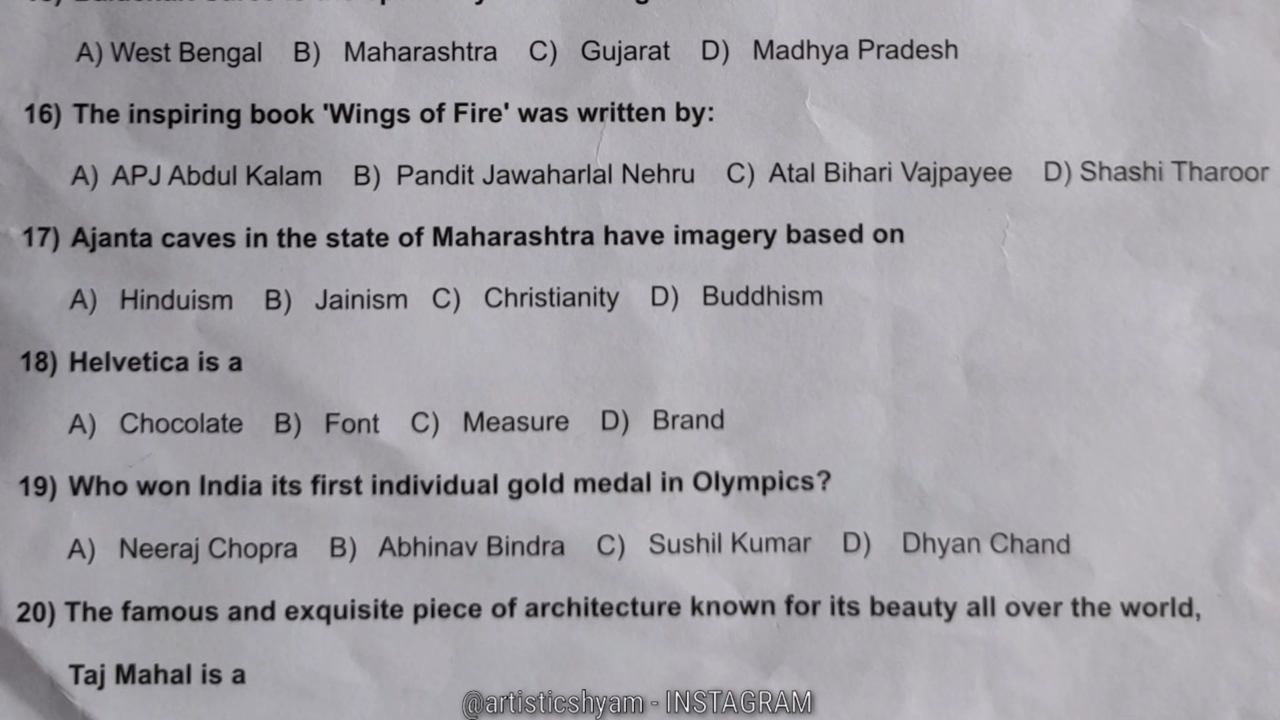 A) West Bengal B) Maharashtra C) Gujarat D) Madhya Pradesh
16) The inspiring book 'Wings of Fire' was written by:
A) APJ Abdul Kalam B) Pandit Jawaharlal Nehru C) Atal Bihari Vajpayee D) Shashi Tharoor
17) Ajanta caves in the state of Maharashtra have imagery based on
A) Hinduism B) Jainism C) Christianity D) Buddhism
18) Helvetica is a
A) Chocolate B) Font C) Measure D) Brand
19) Who won India its first individual gold medal in Olympics?
A) Neeraj Chopra B) Abhinav Bindra C) Sushil Kumar D) Dhyan Chand
20) The famous and exquisite piece of architecture known for its beauty all over the world,
Taj Mahal is a
@artisticshyam - INSTAGRAM